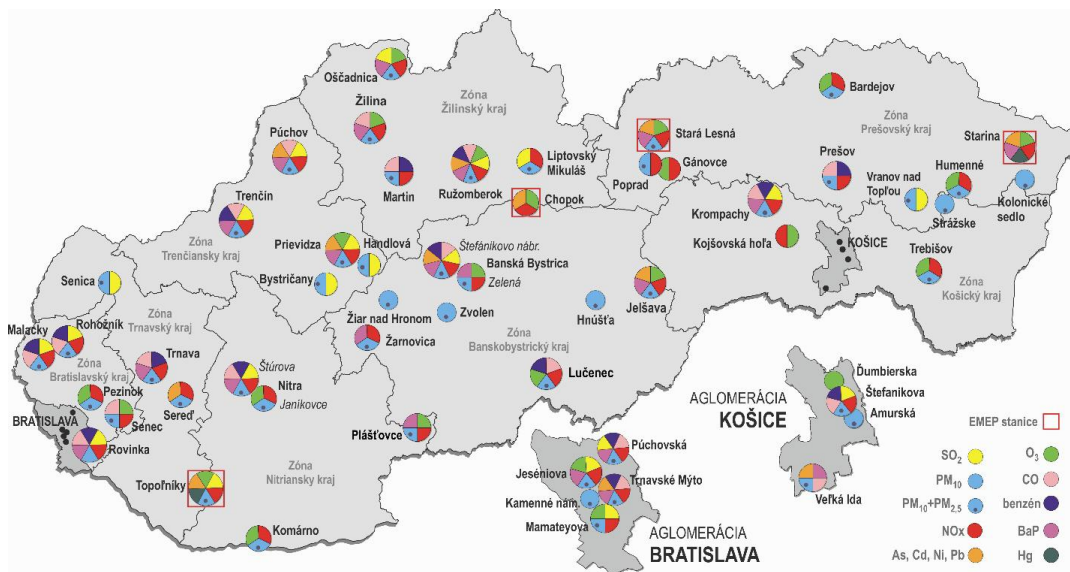 Oščadnica
Zóna
Žilinský kraj
Žilina
Púchov
Martin
Ružomberok
Liptovský
Mikuláš
Chopok
Stará Lesná
Poprad
Gánovce
Bardejov
Zóna
Prešovský kraj
Starina
Prešov
Humenné
Vranov nad
Topľou
Strážske
Kolonické
sedlo
Trenčín
Zóna
Trenčiansky kraj
Prievidza
Handlová
Bystričany
Štefánikovo nábr.
Banská Bystrica
Zelená
Krompachy
Kojšovská hoľa
KOŠICE
Trebišov
Zóna
Košický kraj
Senica
Zóna
Trnavský kraj
Žiar nad Hronom
Zvolen
Hnúšťa
Jelšava
Malacky
Rohožník
Zóna
Bratislavský kraj
Trnava
Žarnovica
Zóna
Banskobystrický kraj
Lučenec
Pezinok
Sereď
Senec
Štúrova
Nitra
Janíkovce
BRATISLAVA
Rovinka
Plášťovce
Topoľníky
Zóna
Nitriansky kraj
Komárno
Púchovská
Jeséniova
Trnavské Mýto
Kamenné nám.
Mamateyova
AGLOMERÁCIA
BRATISLAVA
AGLOMERÁCIA
KOŠICE
Ďumbierska
Štefanikova
Amurská
Veľká Ida
EMEP stanice
SO₂
O₃
PM₁₀
CO
PM₁₀+PM₂.₅
benzén
NOx
BaP
As, Cd, Ni, Pb
Hg